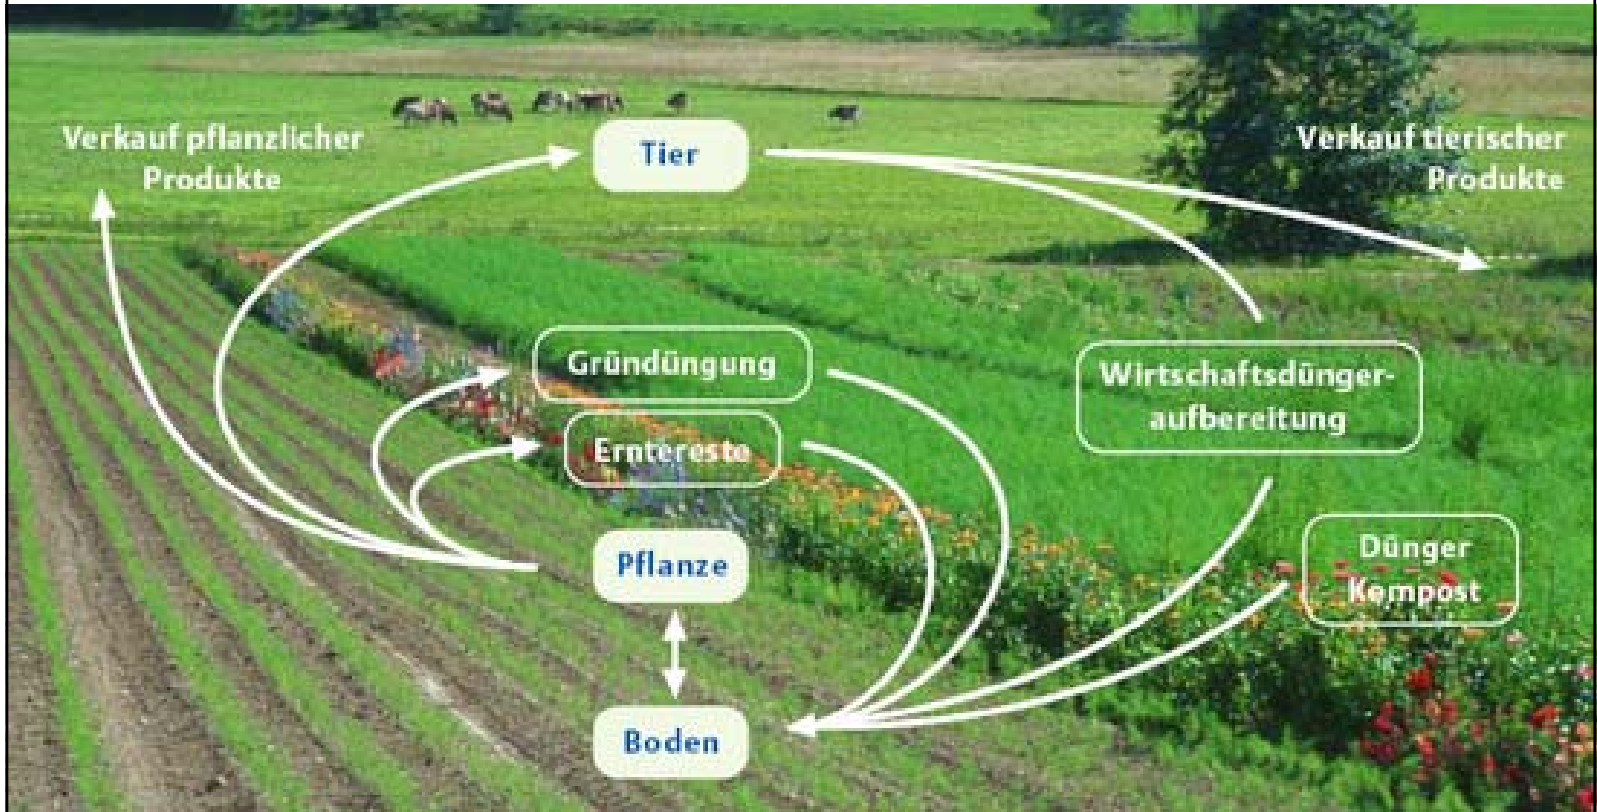 Verkauf pflanzlicher
Produkte
Tier
Verkauf tierischer
Produkte
Gründüngung
Wirtschaftsdünger-
aufbereitung
Erntereste
Pflanze
Dünger
Kompost
Boden